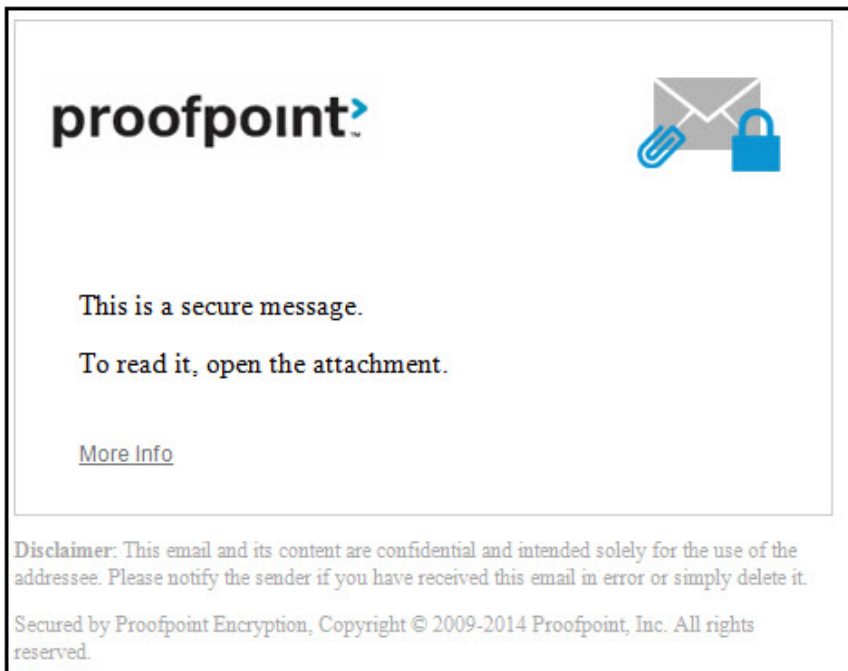 proofpoint™
This is a secure message.
To read it, open the attachment.
More Info
Disclaimer: This email and its content are confidential and intended solely for the use of the
addressee. Please notify the sender if you have received this email in error or simply delete it.
Secured by Proofpoint Encryption, Copyright © 2009-2014 Proofpoint, Inc. All rights
reserved.